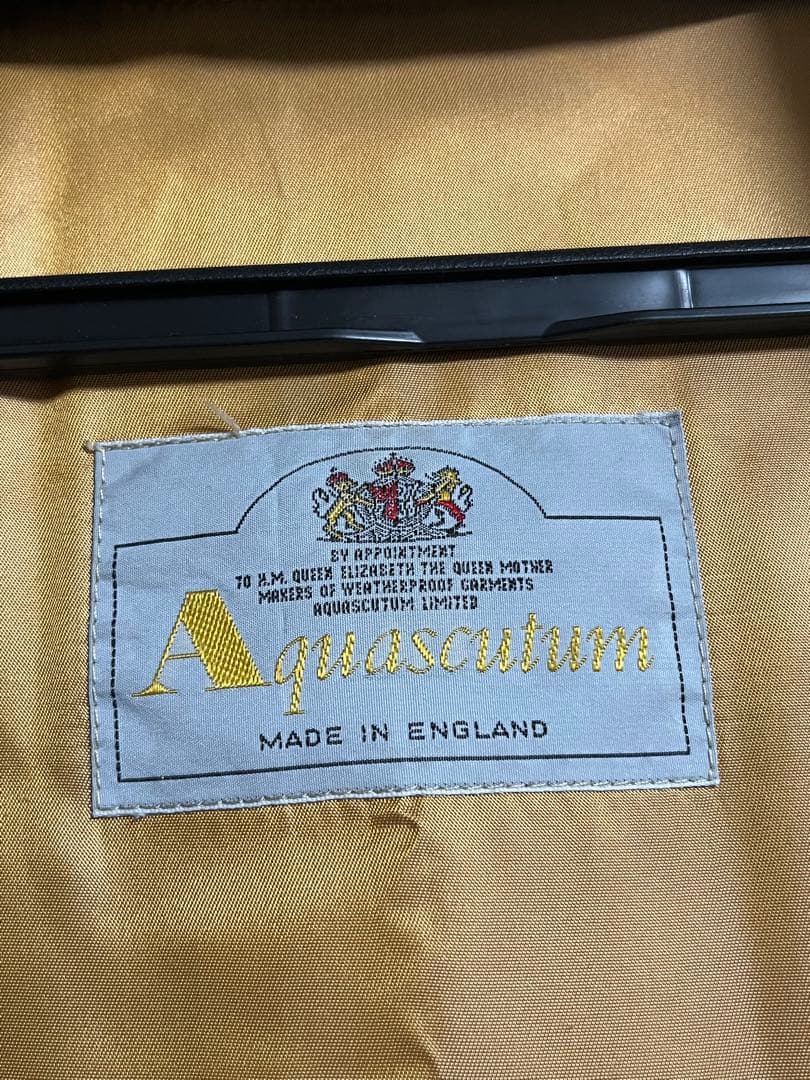 BY APPOINTMENT
TO H.M. QUEEN ELIZABETH THE QUEEN MOTHER
MAKERS OF WEATHERPROOF GARMENTS
AQUASCUTUM LIMITED
Aquascutum
MADE IN ENGLAND